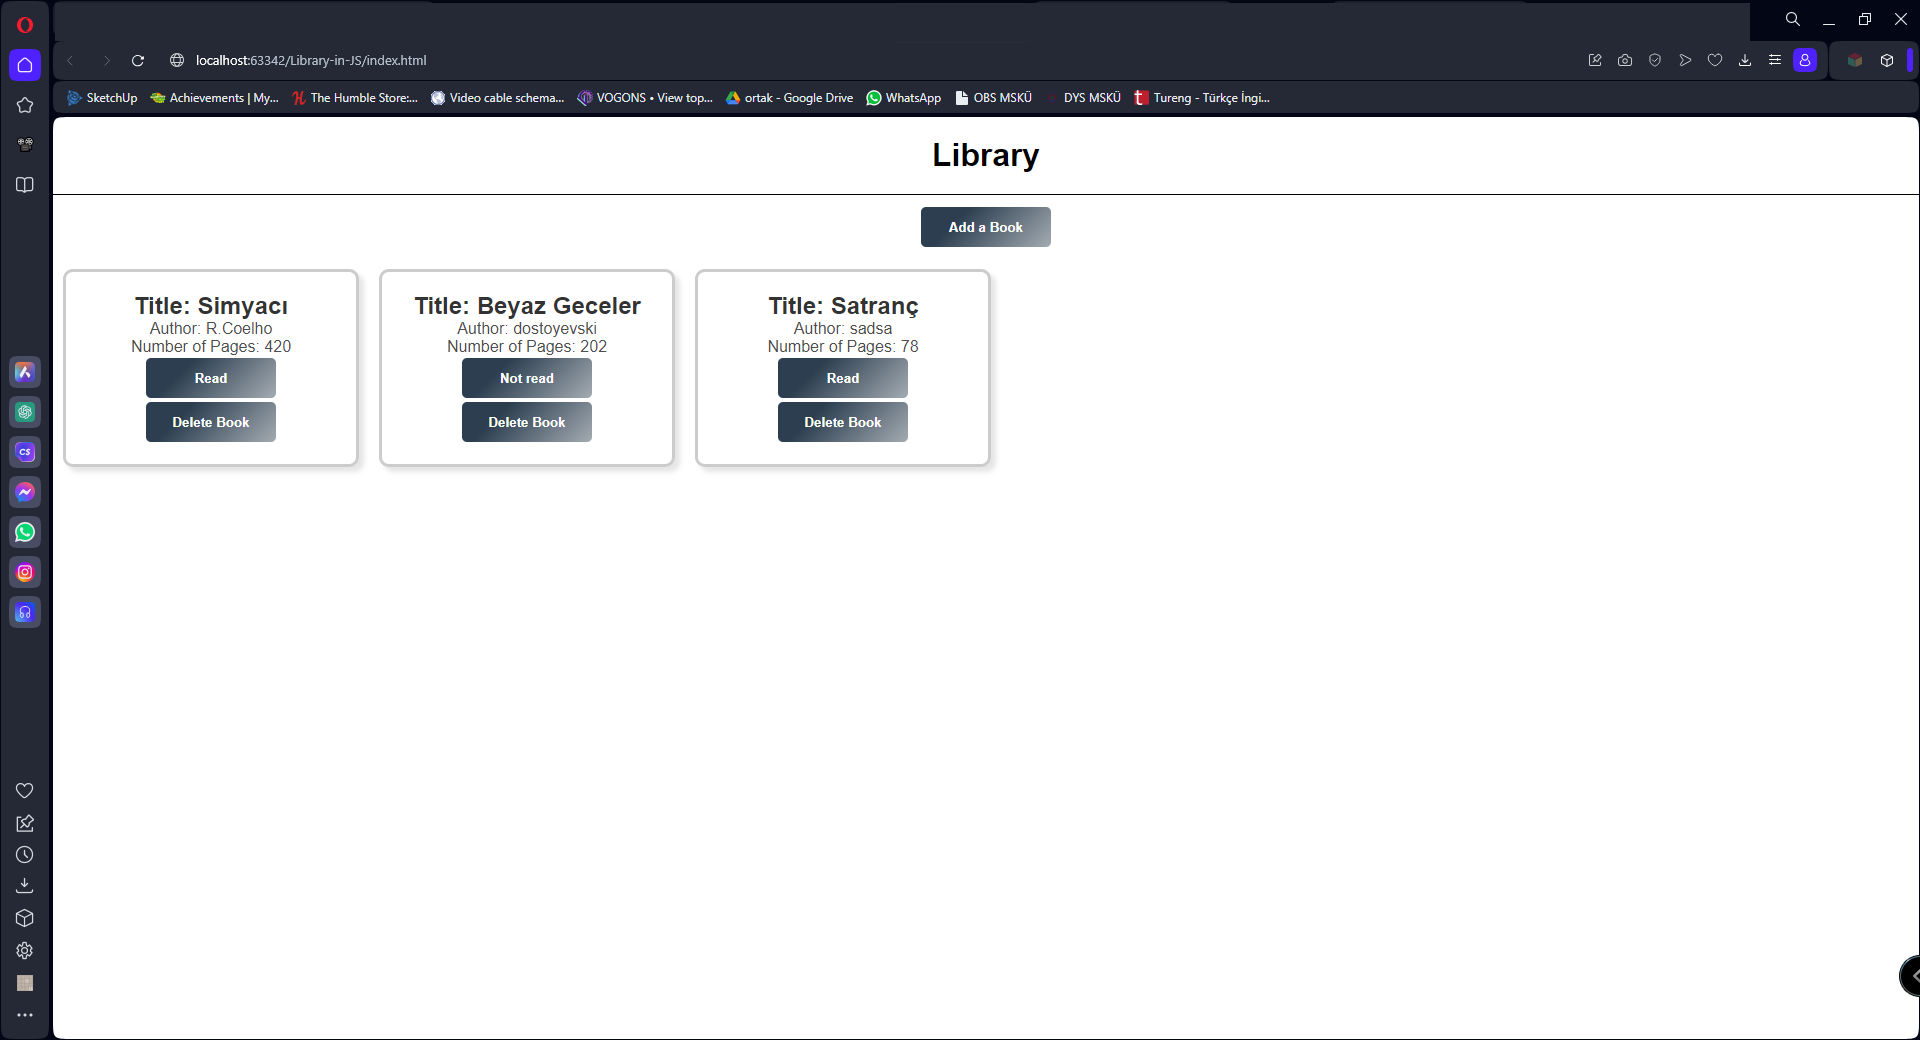 localhost:63342/Library-in-JS/index.html
SketchUp Achievements | My... The Humble Store:... Video cable schema... VOGONS • View top... ortak - Google Drive WhatsApp OBS MSKÜ DYS MSKÜ Tureng - Türkçe İngi...
CS
Library
Add a Book
Title: Simyacı
Author: R.Coelho
Number of Pages: 420
Read
Delete Book
Title: Beyaz Geceler
Author: dostoyevski
Number of Pages: 202
Not read
Delete Book
Title: Satranç
Author: sadsa
Number of Pages: 78
Read
Delete Book